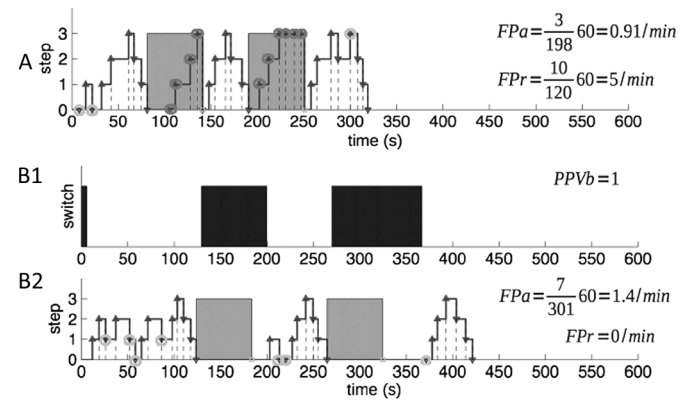 A
step
3
2
1
0
0 50 100 150 200 250 300 350 400 450 500 550 600
time (s)
FPa = 3/198 60 = 0.91/min
FPr = 10/120 60 = 5/min
B1
switch
0 50 100 150 200 250 300 350 400 450 500 550 600
PPVb = 1
B2
step
3
2
1
0
0 50 100 150 200 250 300 350 400 450 500 550 600
time (s)
FPa = 7/301 60 = 1.4/min
FPr = 0/min